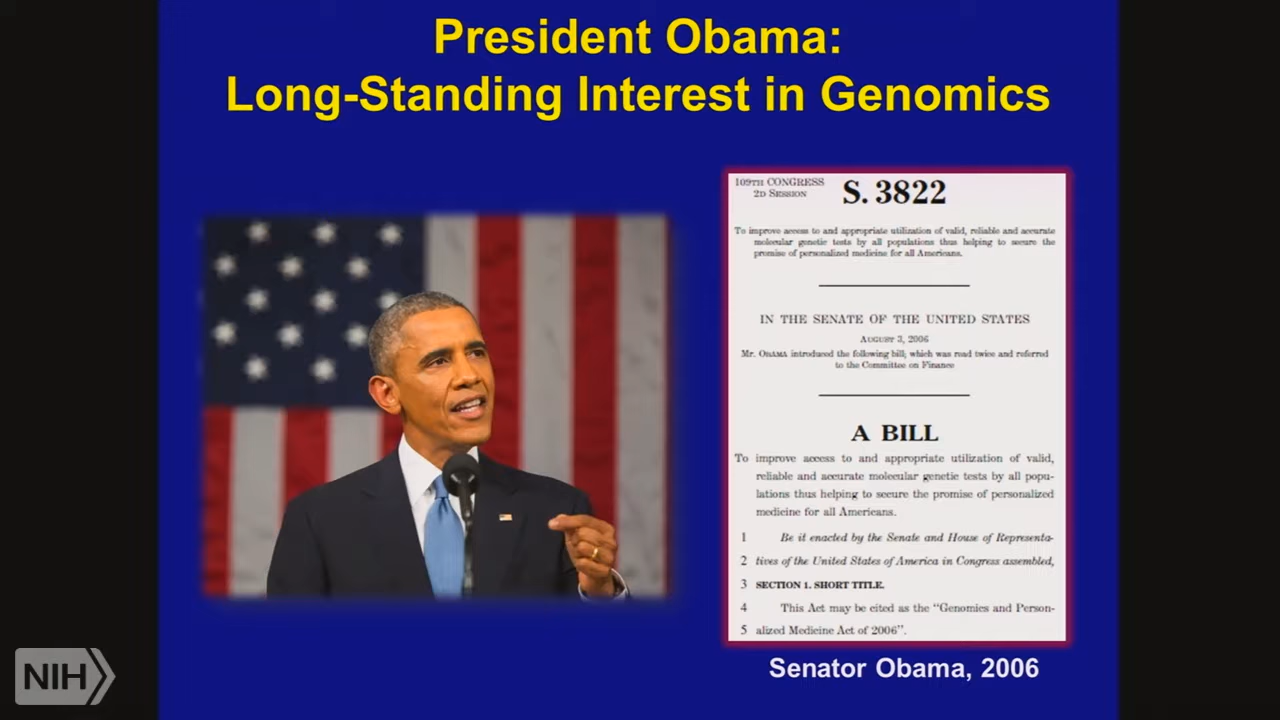 President Obama:
Long-Standing Interest in Genomics
109TH CONGRESS
2D SESSION
S. 3822
To improve access to and appropriate utilization of valid, reliable and accurate
molecular genetic tests by all populations thus helping to secure the
promise of personalized medicine for all Americans.
IN THE SENATE OF THE UNITED STATES
AUGUST 3, 2006
Mr. OBAMA introduced the following bill; which was read twice and referred
to the Committee on Finance
A BILL
To improve access to and appropriate utilization of valid,
reliable and accurate molecular genetic tests by all popu-
lations thus helping to secure the promise of personalized
medicine for all Americans.
1 Be it enacted by the Senate and House of Representa-
2 tives of the United States of America in Congress assembled,
3 SECTION 1. SHORT TITLE.
4 This Act may be cited as the "Genomics and Person-
5 alized Medicine Act of 2006".
Senator Obama, 2006
NIH